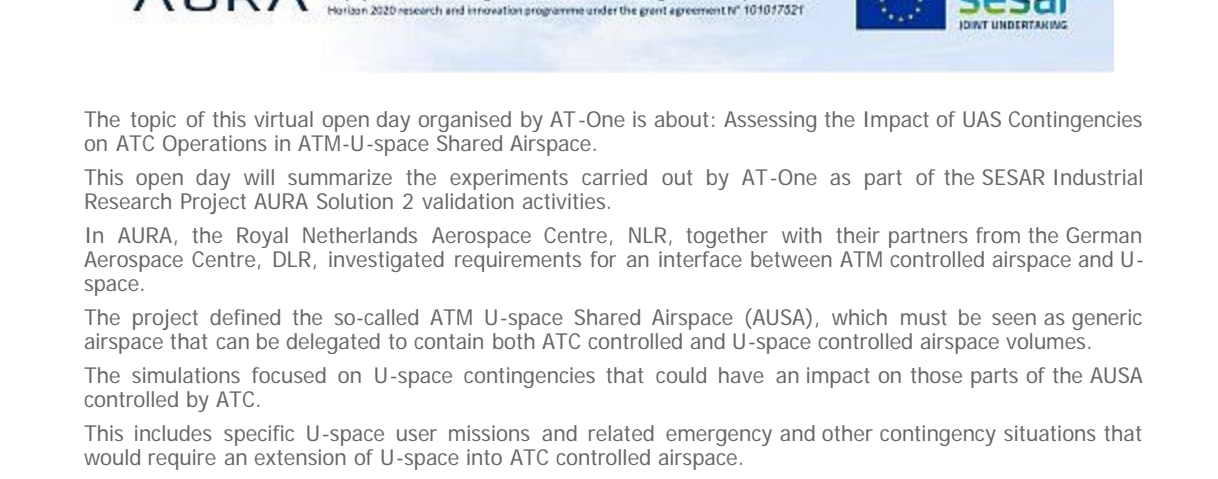 AURA
Horizon 2020 research and innovation programme under the grant agreement N° 101017521
sesar
JOINT UNDERTAKING
The topic of this virtual open day organised by AT-One is about: Assessing the Impact of UAS Contingencies
on ATC Operations in ATM-U-space Shared Airspace.
This open day will summarize the experiments carried out by AT-One as part of the SESAR Industrial
Research Project AURA Solution 2 validation activities.
In AURA, the Royal Netherlands Aerospace Centre, NLR, together with their partners from the German
Aerospace Centre, DLR, investigated requirements for an interface between ATM controlled airspace and U-
space.
The project defined the so-called ATM U-space Shared Airspace (AUSA), which must be seen as generic
airspace that can be delegated to contain both ATC controlled and U-space controlled airspace volumes.
The simulations focused on U-space contingencies that could have an impact on those parts of the AUSA
controlled by ATC.
This includes specific U-space user missions and related emergency and other contingency situations that
would require an extension of U-space into ATC controlled airspace.